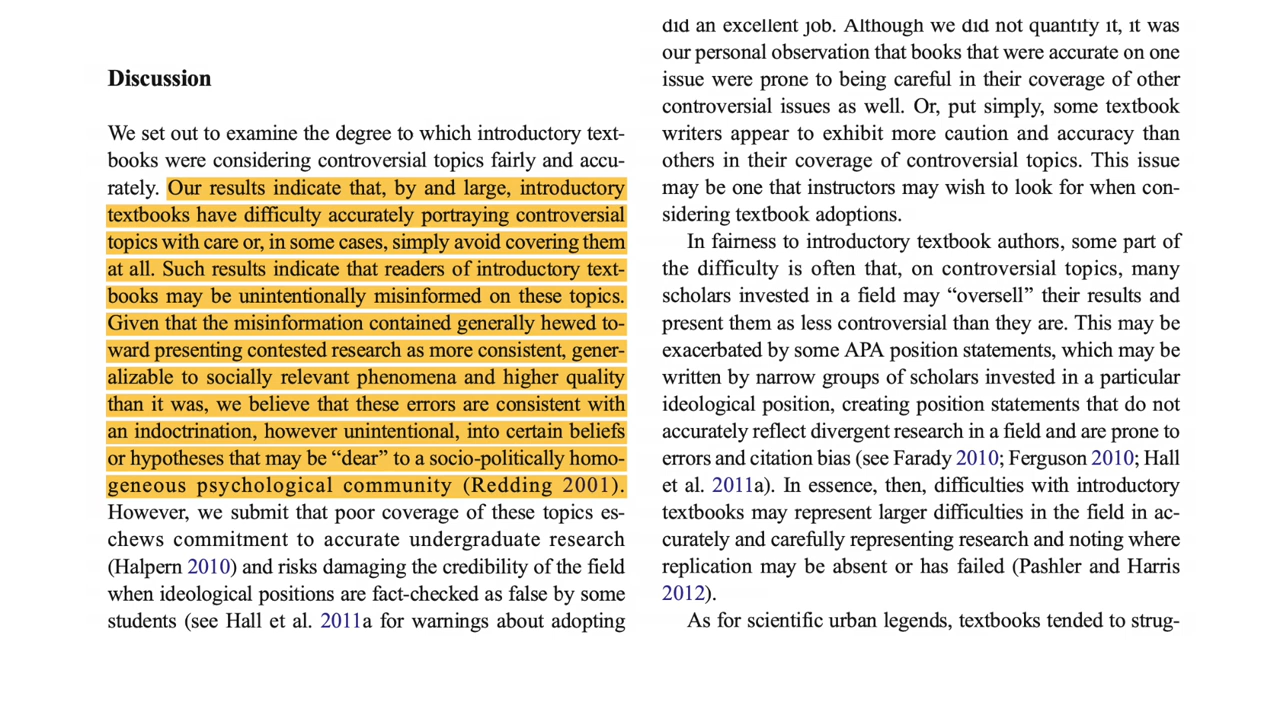 Discussion
We set out to examine the degree to which introductory text-
books were considering controversial topics fairly and accu-
rately. Our results indicate that, by and large, introductory
textbooks have difficulty accurately portraying controversial
topics with care or, in some cases, simply avoid covering them
at all. Such results indicate that readers of introductory text-
books may be unintentionally misinformed on these topics.
Given that the misinformation contained generally hewed to-
ward presenting contested research as more consistent, gener-
alizable to socially relevant phenomena and higher quality
than it was, we believe that these errors are consistent with
an indoctrination, however unintentional, into certain beliefs
or hypotheses that may be “dear” to a socio-politically homo-
geneous psychological community (Redding 2001).
However, we submit that poor coverage of these topics es-
chews commitment to accurate undergraduate research
(Halpern 2010) and risks damaging the credibility of the field
when ideological positions are fact-checked as false by some
students (see Hall et al. 2011a for warnings about adopting
did an excellent job. Although we did not quantify it, it was
our personal observation that books that were accurate on one
issue were prone to being careful in their coverage of other
controversial issues as well. Or, put simply, some textbook
writers appear to exhibit more caution and accuracy than
others in their coverage of controversial topics. This issue
may be one that instructors may wish to look for when con-
sidering textbook adoptions.
In fairness to introductory textbook authors, some part of
the difficulty is often that, on controversial topics, many
scholars invested in a field may “oversell” their results and
present them as less controversial than they are. This may be
exacerbated by some APA position statements, which may be
written by narrow groups of scholars invested in a particular
ideological position, creating position statements that do not
accurately reflect divergent research in a field and are prone to
errors and citation bias (see Farady 2010; Ferguson 2010; Hall
et al. 2011a). In essence, then, difficulties with introductory
textbooks may represent larger difficulties in the field in ac-
curately and carefully representing research and noting where
replication may be absent or has failed (Pashler and Harris
2012).
As for scientific urban legends, textbooks tended to strug-